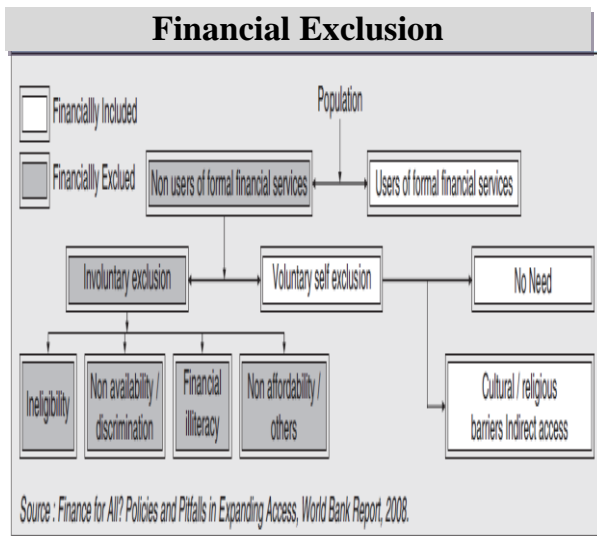 Financial Exclusion
Population
Financiallly Included
Financially Exclued
Non users of formal financial services
Users of formal financial services
Involuntary exclusion
Voluntary self exclusion
No Need
Ineligibility
Non availability /
discrimination
Financial
illiteracy
Non affordability /
others
Cultural / religious
barriers Indirect access
Source : Finance for All? Policies and Pitfalls in Expanding Access, World Bank Report, 2008.